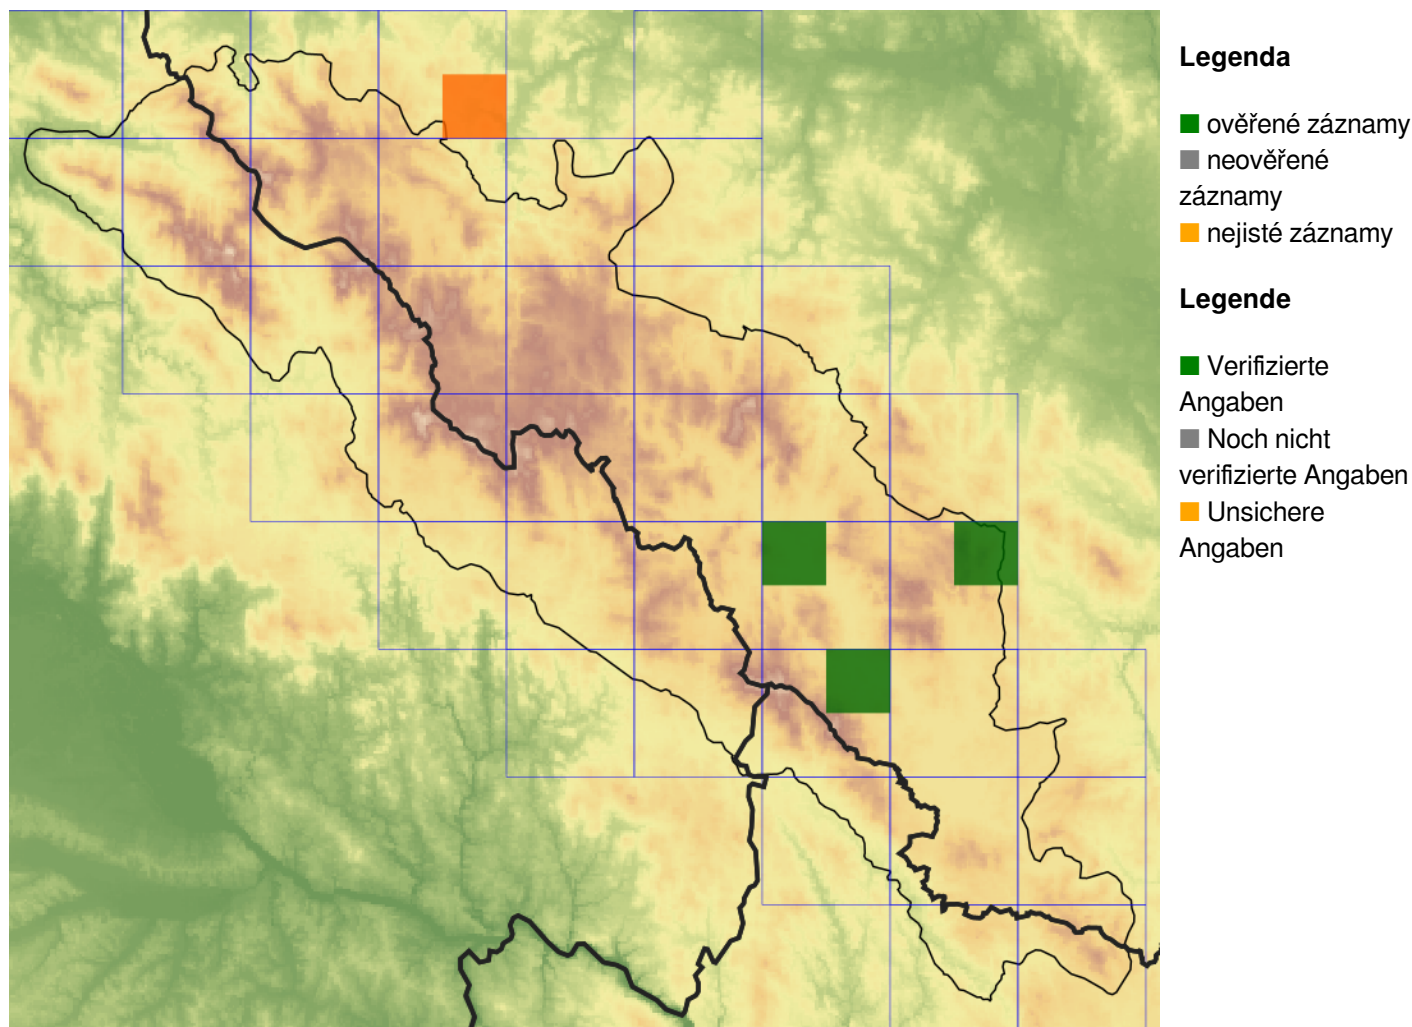 Legenda
ověřené záznamy
neověřené
záznamy
nejisté záznamy
Legende
Verifizierte
Angaben
Noch nicht
verifizierte Angaben
Unsichere
Angaben